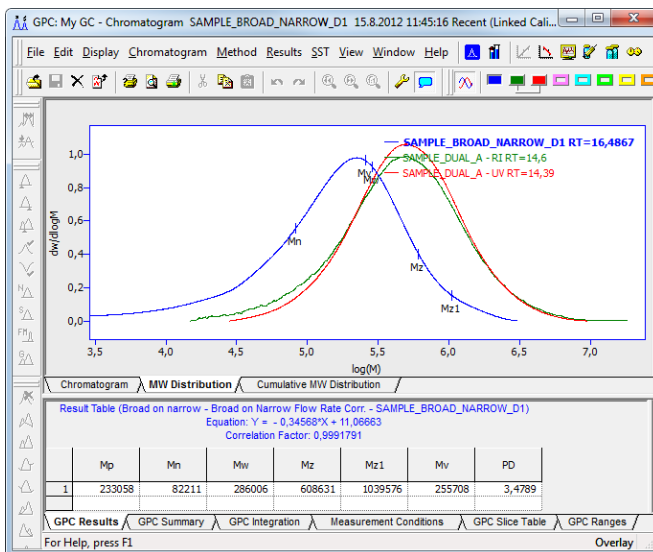 GPC: My GC - Chromatogram SAMPLE_BROAD_NARROW_D1 15.8.2012 11:45:16 Recent (Linked Cali...
File Edit Display Chromatogram Method Results SST View Window Help
SAMPLE_BROAD_NARROW_D1 RT=16,4867
SAMPLE_DUAL_A - RI RT=14,6
SAMPLE_DUAL_A - UV RT=14,39
1,0
0,8
0,6
0,4
0,2
0,0
dw/dlogM
Mv
Mn
Mz
Mz1
3,5 4,0 4,5 5,0 5,5 6,0 6,5 7,0
log(M)
Chromatogram MW Distribution Cumulative MW Distribution
Result Table (Broad on narrow - Broad on Narrow Flow Rate Corr. - SAMPLE_BROAD_NARROW_D1)
Equation: Y = - 0,34568*X + 11,06663
Correlation Factor: 0,9991791
Mp Mn Mw Mz Mz1 Mv PD
1 233058 82211 286006 608631 1039576 255708 3,4789
GPC Results GPC Summary GPC Integration Measurement Conditions GPC Slice Table GPC Ranges
For Help, press F1 Overlay